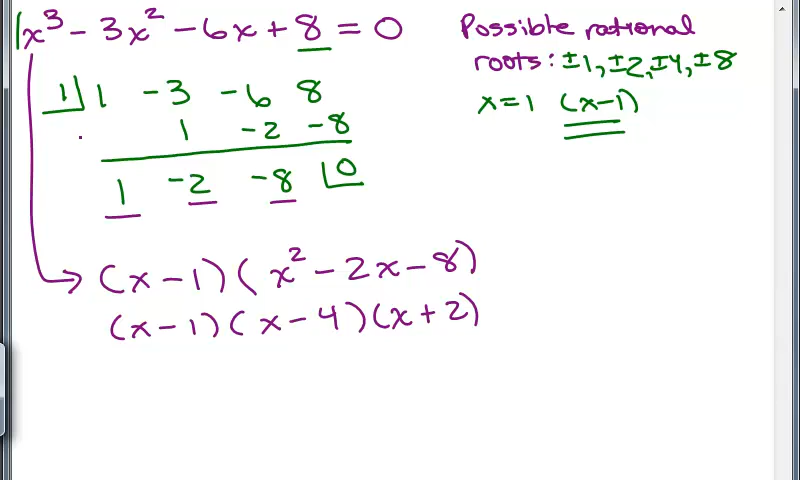 x³ - 3x² - 6x + 8 = 0
Possible rational
roots: ±1, ±2, ±4, ±8
x = 1 (x-1)
1 1 -3 -6 8
1 -2 -8
1 -2 -8 0
(x - 1)(x² - 2x - 8)
(x - 1)(x - 4)(x + 2)